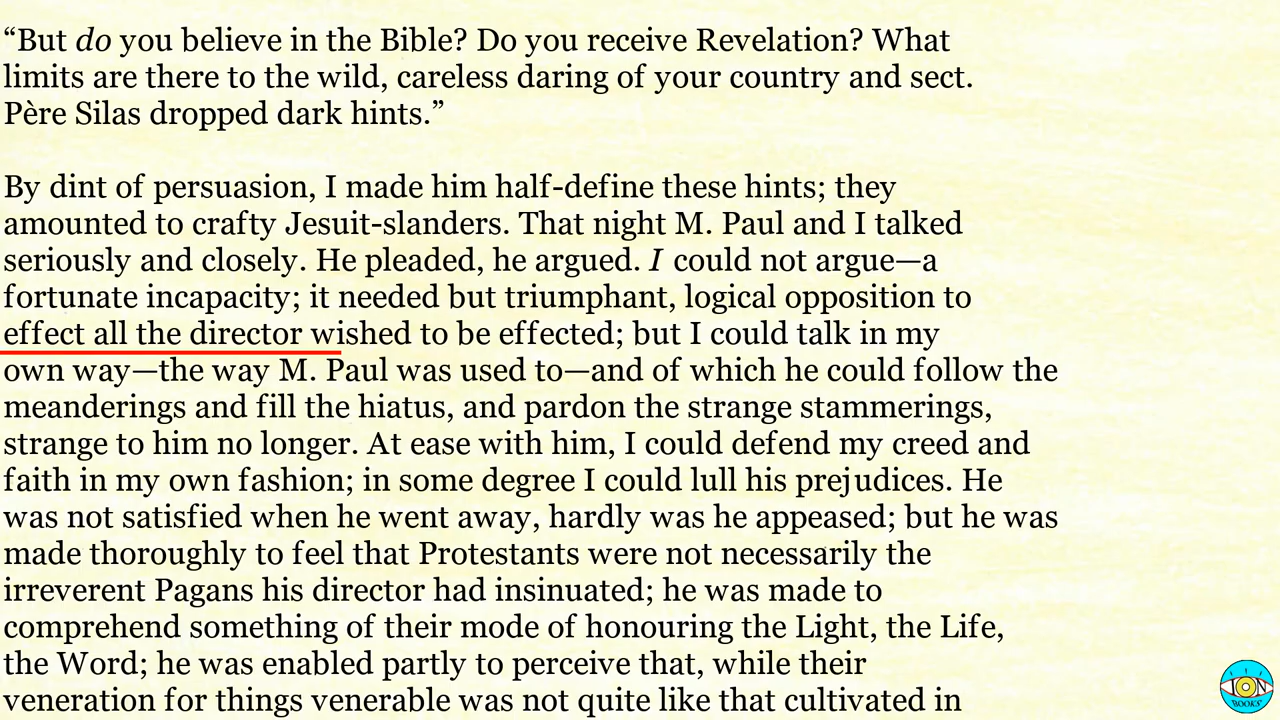 “But do you believe in the Bible? Do you receive Revelation? What
limits are there to the wild, careless daring of your country and sect.
Père Silas dropped dark hints.”
By dint of persuasion, I made him half-define these hints; they
amounted to crafty Jesuit-slanders. That night M. Paul and I talked
seriously and closely. He pleaded, he argued. I could not argue—a
fortunate incapacity; it needed but triumphant, logical opposition to
effect all the director wished to be effected; but I could talk in my
own way—the way M. Paul was used to—and of which he could follow the
meanderings and fill the hiatus, and pardon the strange stammerings,
strange to him no longer. At ease with him, I could defend my creed and
faith in my own fashion; in some degree I could lull his prejudices. He
was not satisfied when he went away, hardly was he appeased; but he was
made thoroughly to feel that Protestants were not necessarily the
irreverent Pagans his director had insinuated; he was made to
comprehend something of their mode of honouring the Light, the Life,
the Word; he was enabled partly to perceive that, while their
veneration for things venerable was not quite like that cultivated in
ION
BOOKS